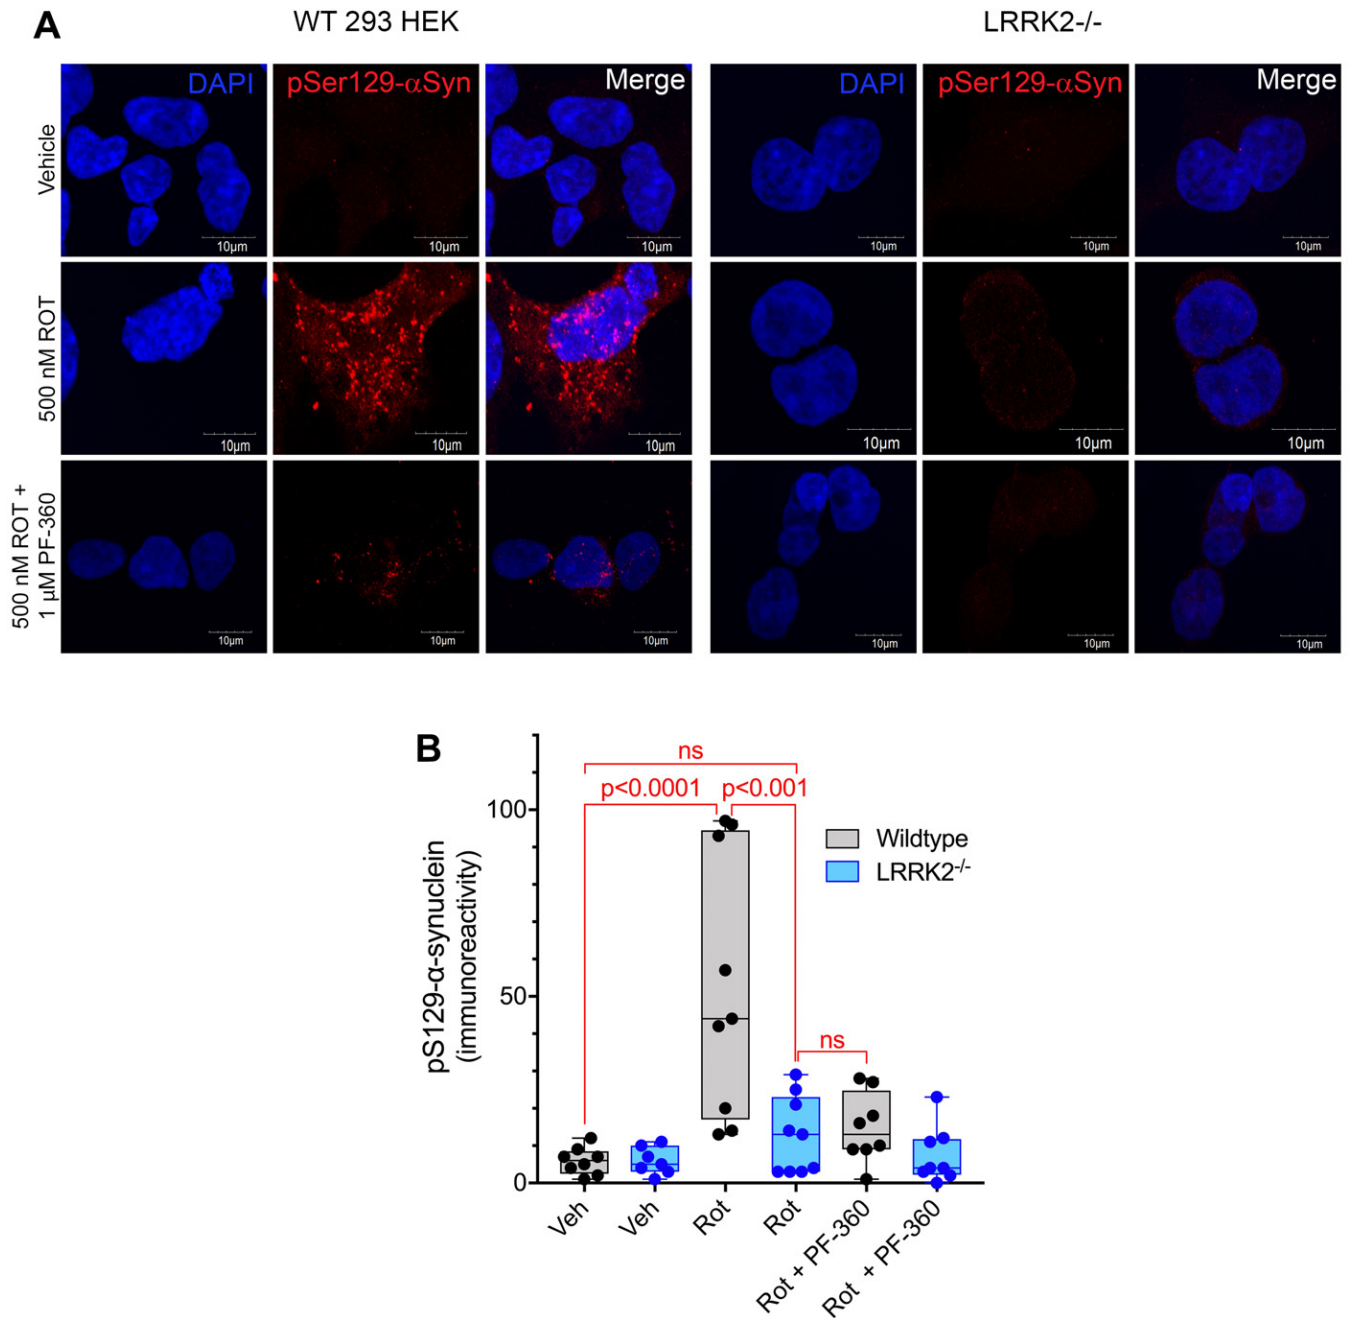 A
WT 293 HEK
LRRK2-/-
DAPI
pSer129-αSyn
Merge
DAPI
pSer129-αSyn
Merge
Vehicle
10µm
10µm
10µm
10µm
10µm
10µm
500 nM ROT
10µm
10µm
10µm
10µm
10µm
10µm
500 nM ROT +
1 µM PF-360
10µm
10µm
10µm
10µm
10µm
10µm
B
ns
p<0.0001
p<0.001
ns
100
50
0
pS129-α-synuclein
(immunoreactivity)
Wildtype
LRRK2⁻/⁻
Veh
Veh
Rot
Rot
Rot + PF-360
Rot + PF-360